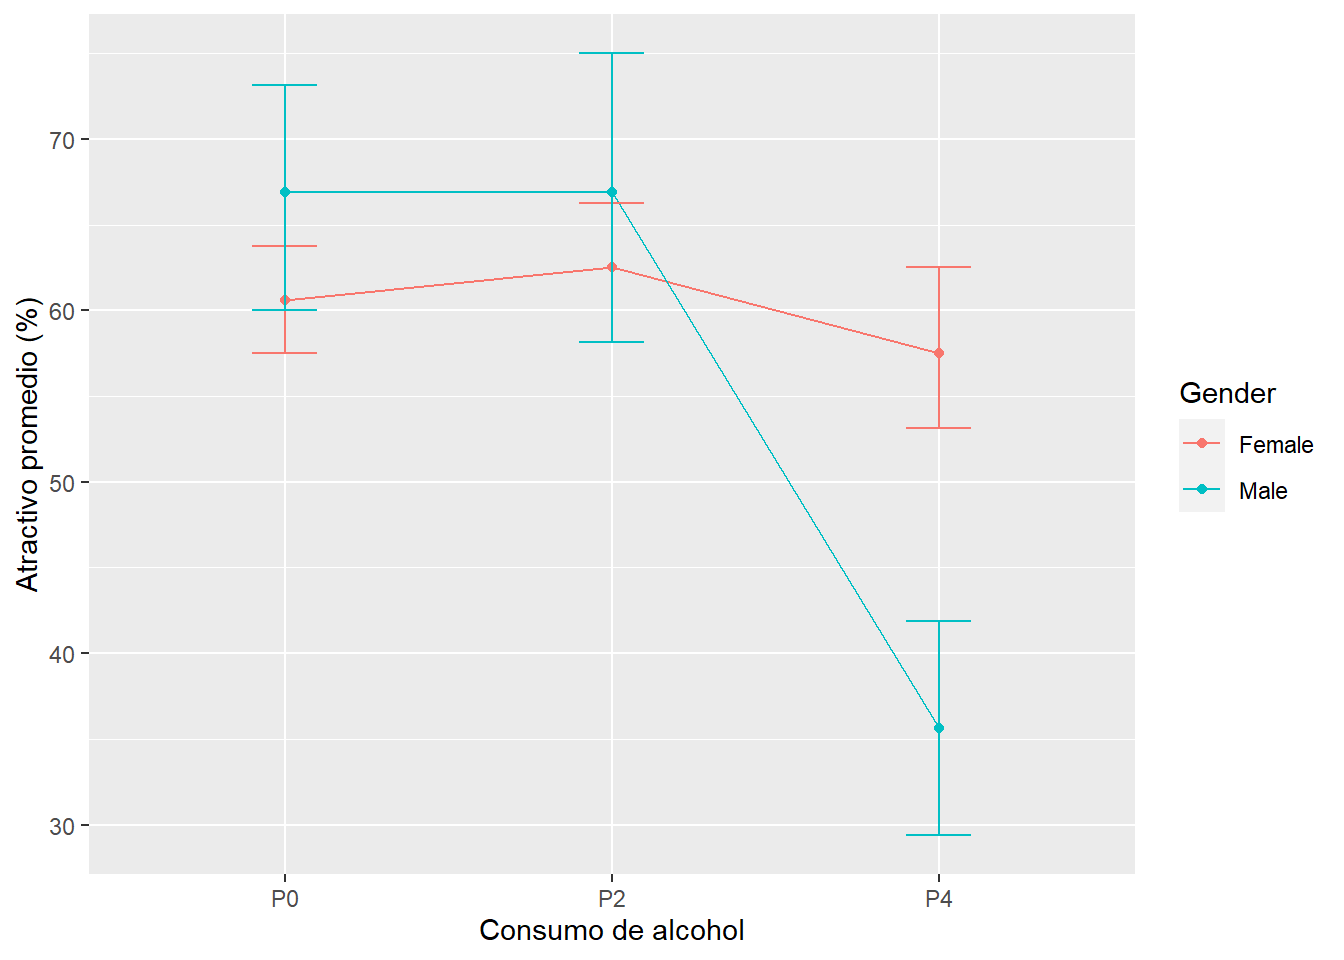 Atractivo promedio (%)
70
60
50
40
30
P0 P2 P4
Consumo de alcohol
Gender
Female
Male